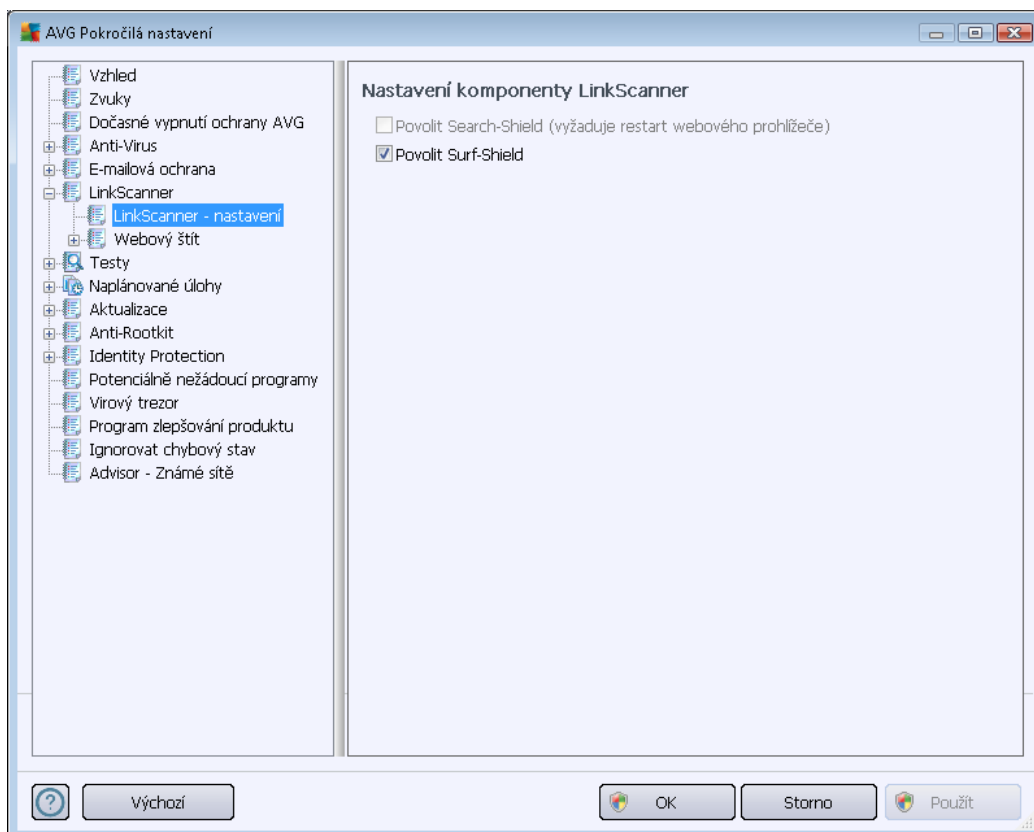 AVG Pokročilá nastavení
Vzhled
Zvuky
Dočasné vypnutí ochrany AVG
Anti-Virus
E-mailová ochrana
LinkScanner
LinkScanner - nastavení
Webový štít
Testy
Naplánované úlohy
Aktualizace
Anti-Rootkit
Identity Protection
Potenciálně nežádoucí programy
Virový trezor
Program zlepšování produktu
Ignorovat chybový stav
Advisor - Známé sítě
Nastavení komponenty LinkScanner
Povolit Search-Shield (vyžaduje restart webového prohlížeče)
Povolit Surf-Shield
Výchozí
OK
Storno
Použít